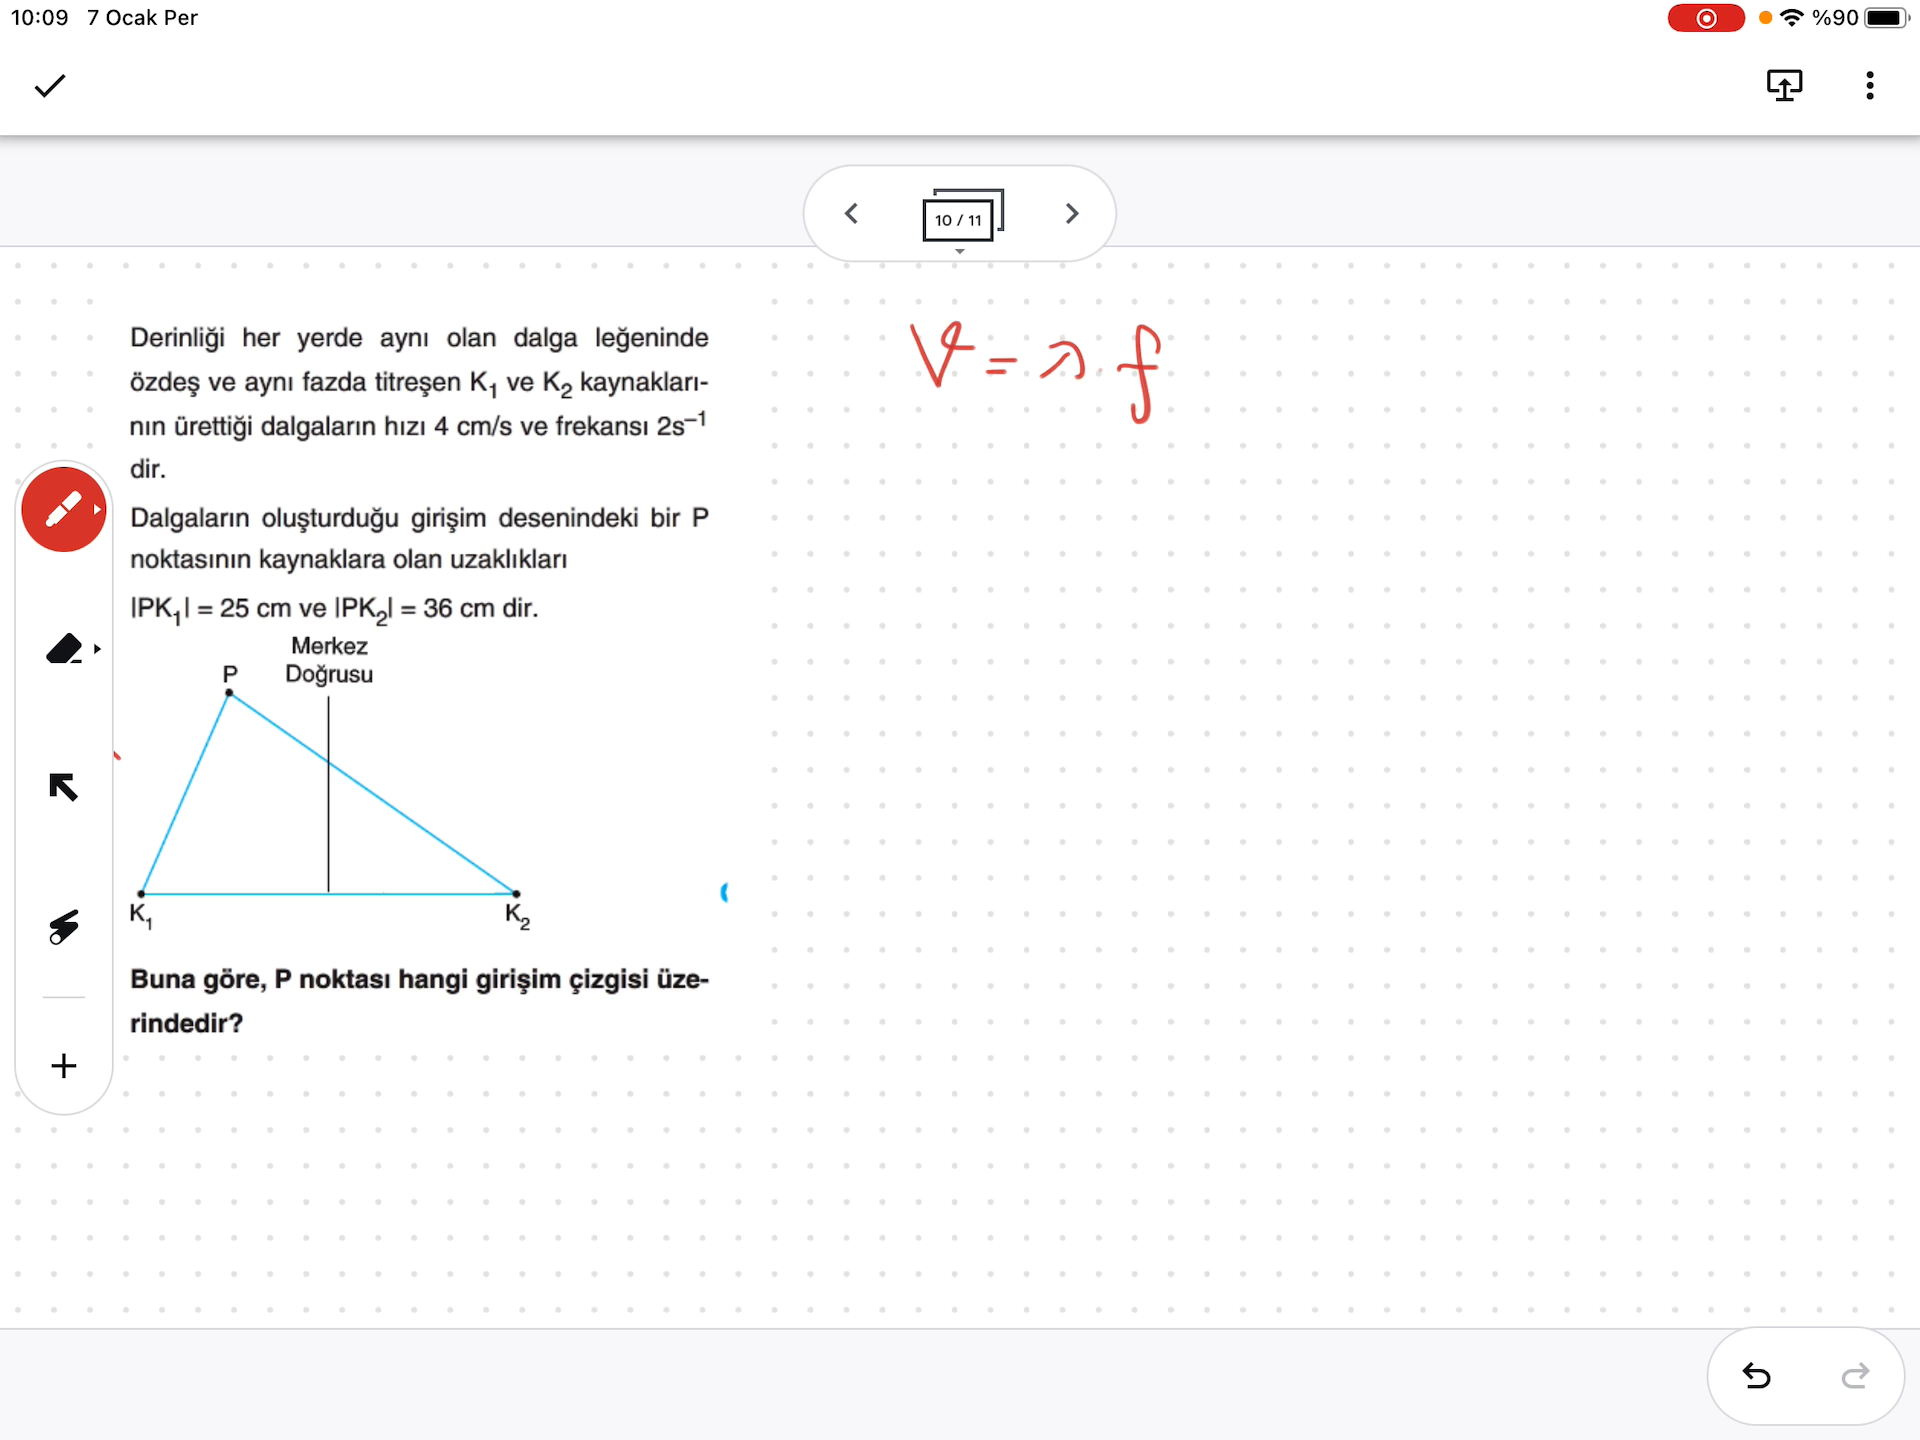 10:09 7 Ocak Per
%90
10 / 11
Derinliği her yerde aynı olan dalga leğeninde
özdeş ve aynı fazda titreşen K₁ ve K₂ kaynakları-
nın ürettiği dalgaların hızı 4 cm/s ve frekansı 2s⁻¹
dir.
Dalgaların oluşturduğu girişim desenindeki bir P
noktasının kaynaklara olan uzaklıkları
|PK₁| = 25 cm ve |PK₂| = 36 cm dir.
Merkez
Doğrusu
P
K₁
K₂
Buna göre, P noktası hangi girişim çizgisi üze-
rindedir?
V = λ . f